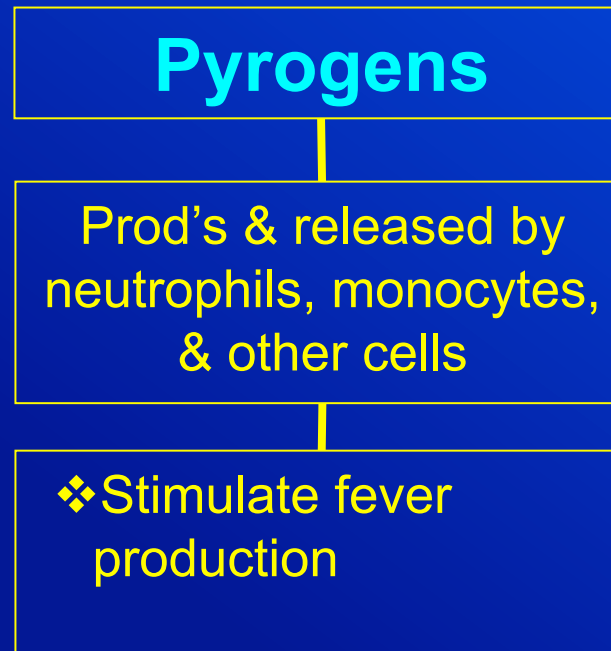 Pyrogens
Prod’s & released by
neutrophils, monocytes,
& other cells
❖Stimulate fever
production